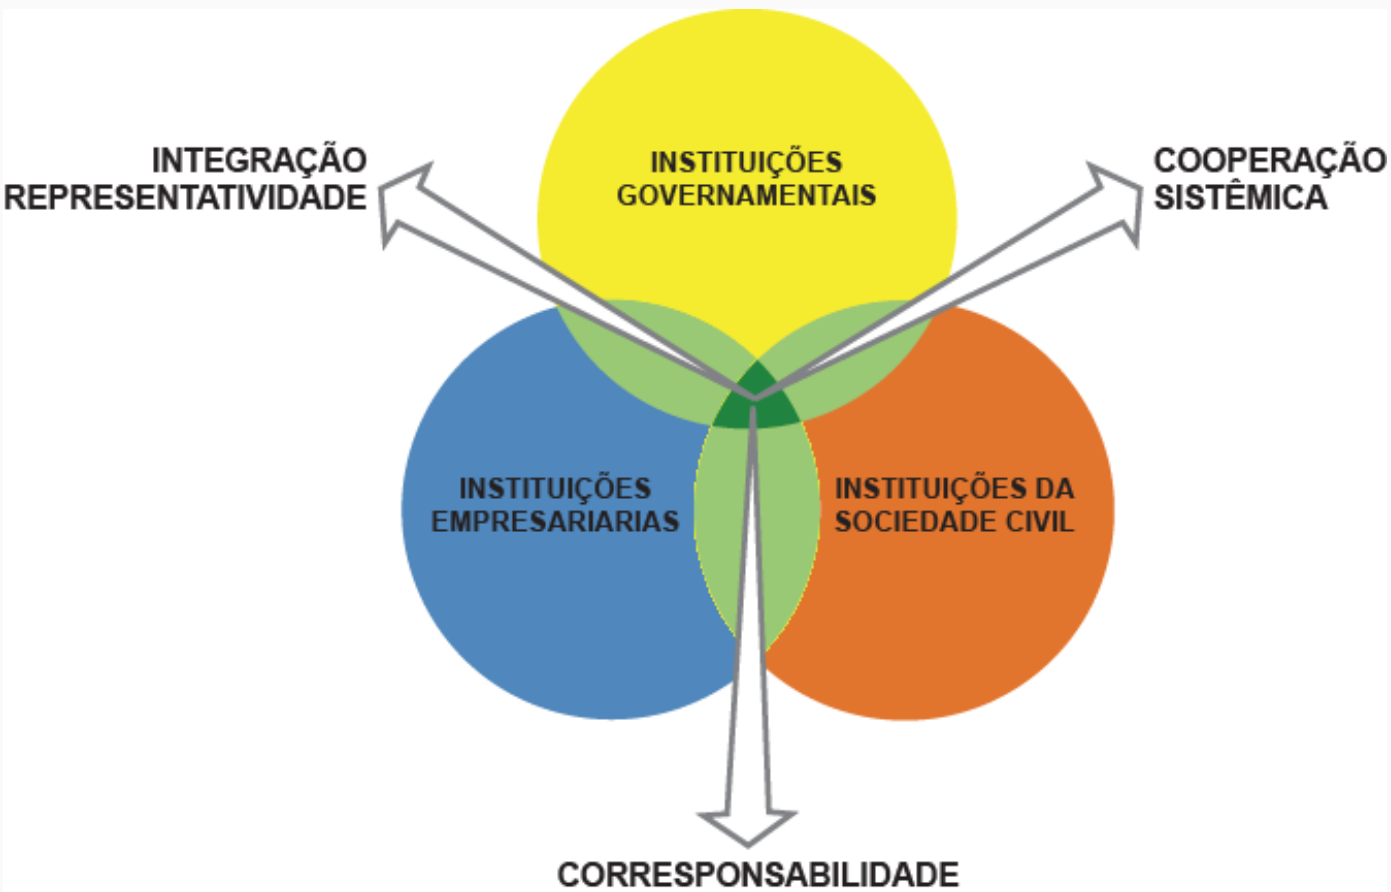 INTEGRAÇÃO
REPRESENTATIVIDADE
INSTITUIÇÕES
GOVERNAMENTAIS
COOPERAÇÃO
SISTÊMICA
INSTITUIÇÕES
EMPRESARIARIAS
INSTITUIÇÕES DA
SOCIEDADE CIVIL
CORRESPONSABILIDADE